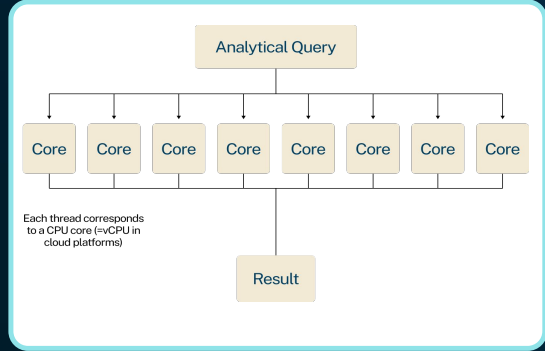 Analytical Query
Core Core Core Core Core Core Core Core
Each thread corresponds
to a CPU core (=vCPU in
cloud platforms)
Result